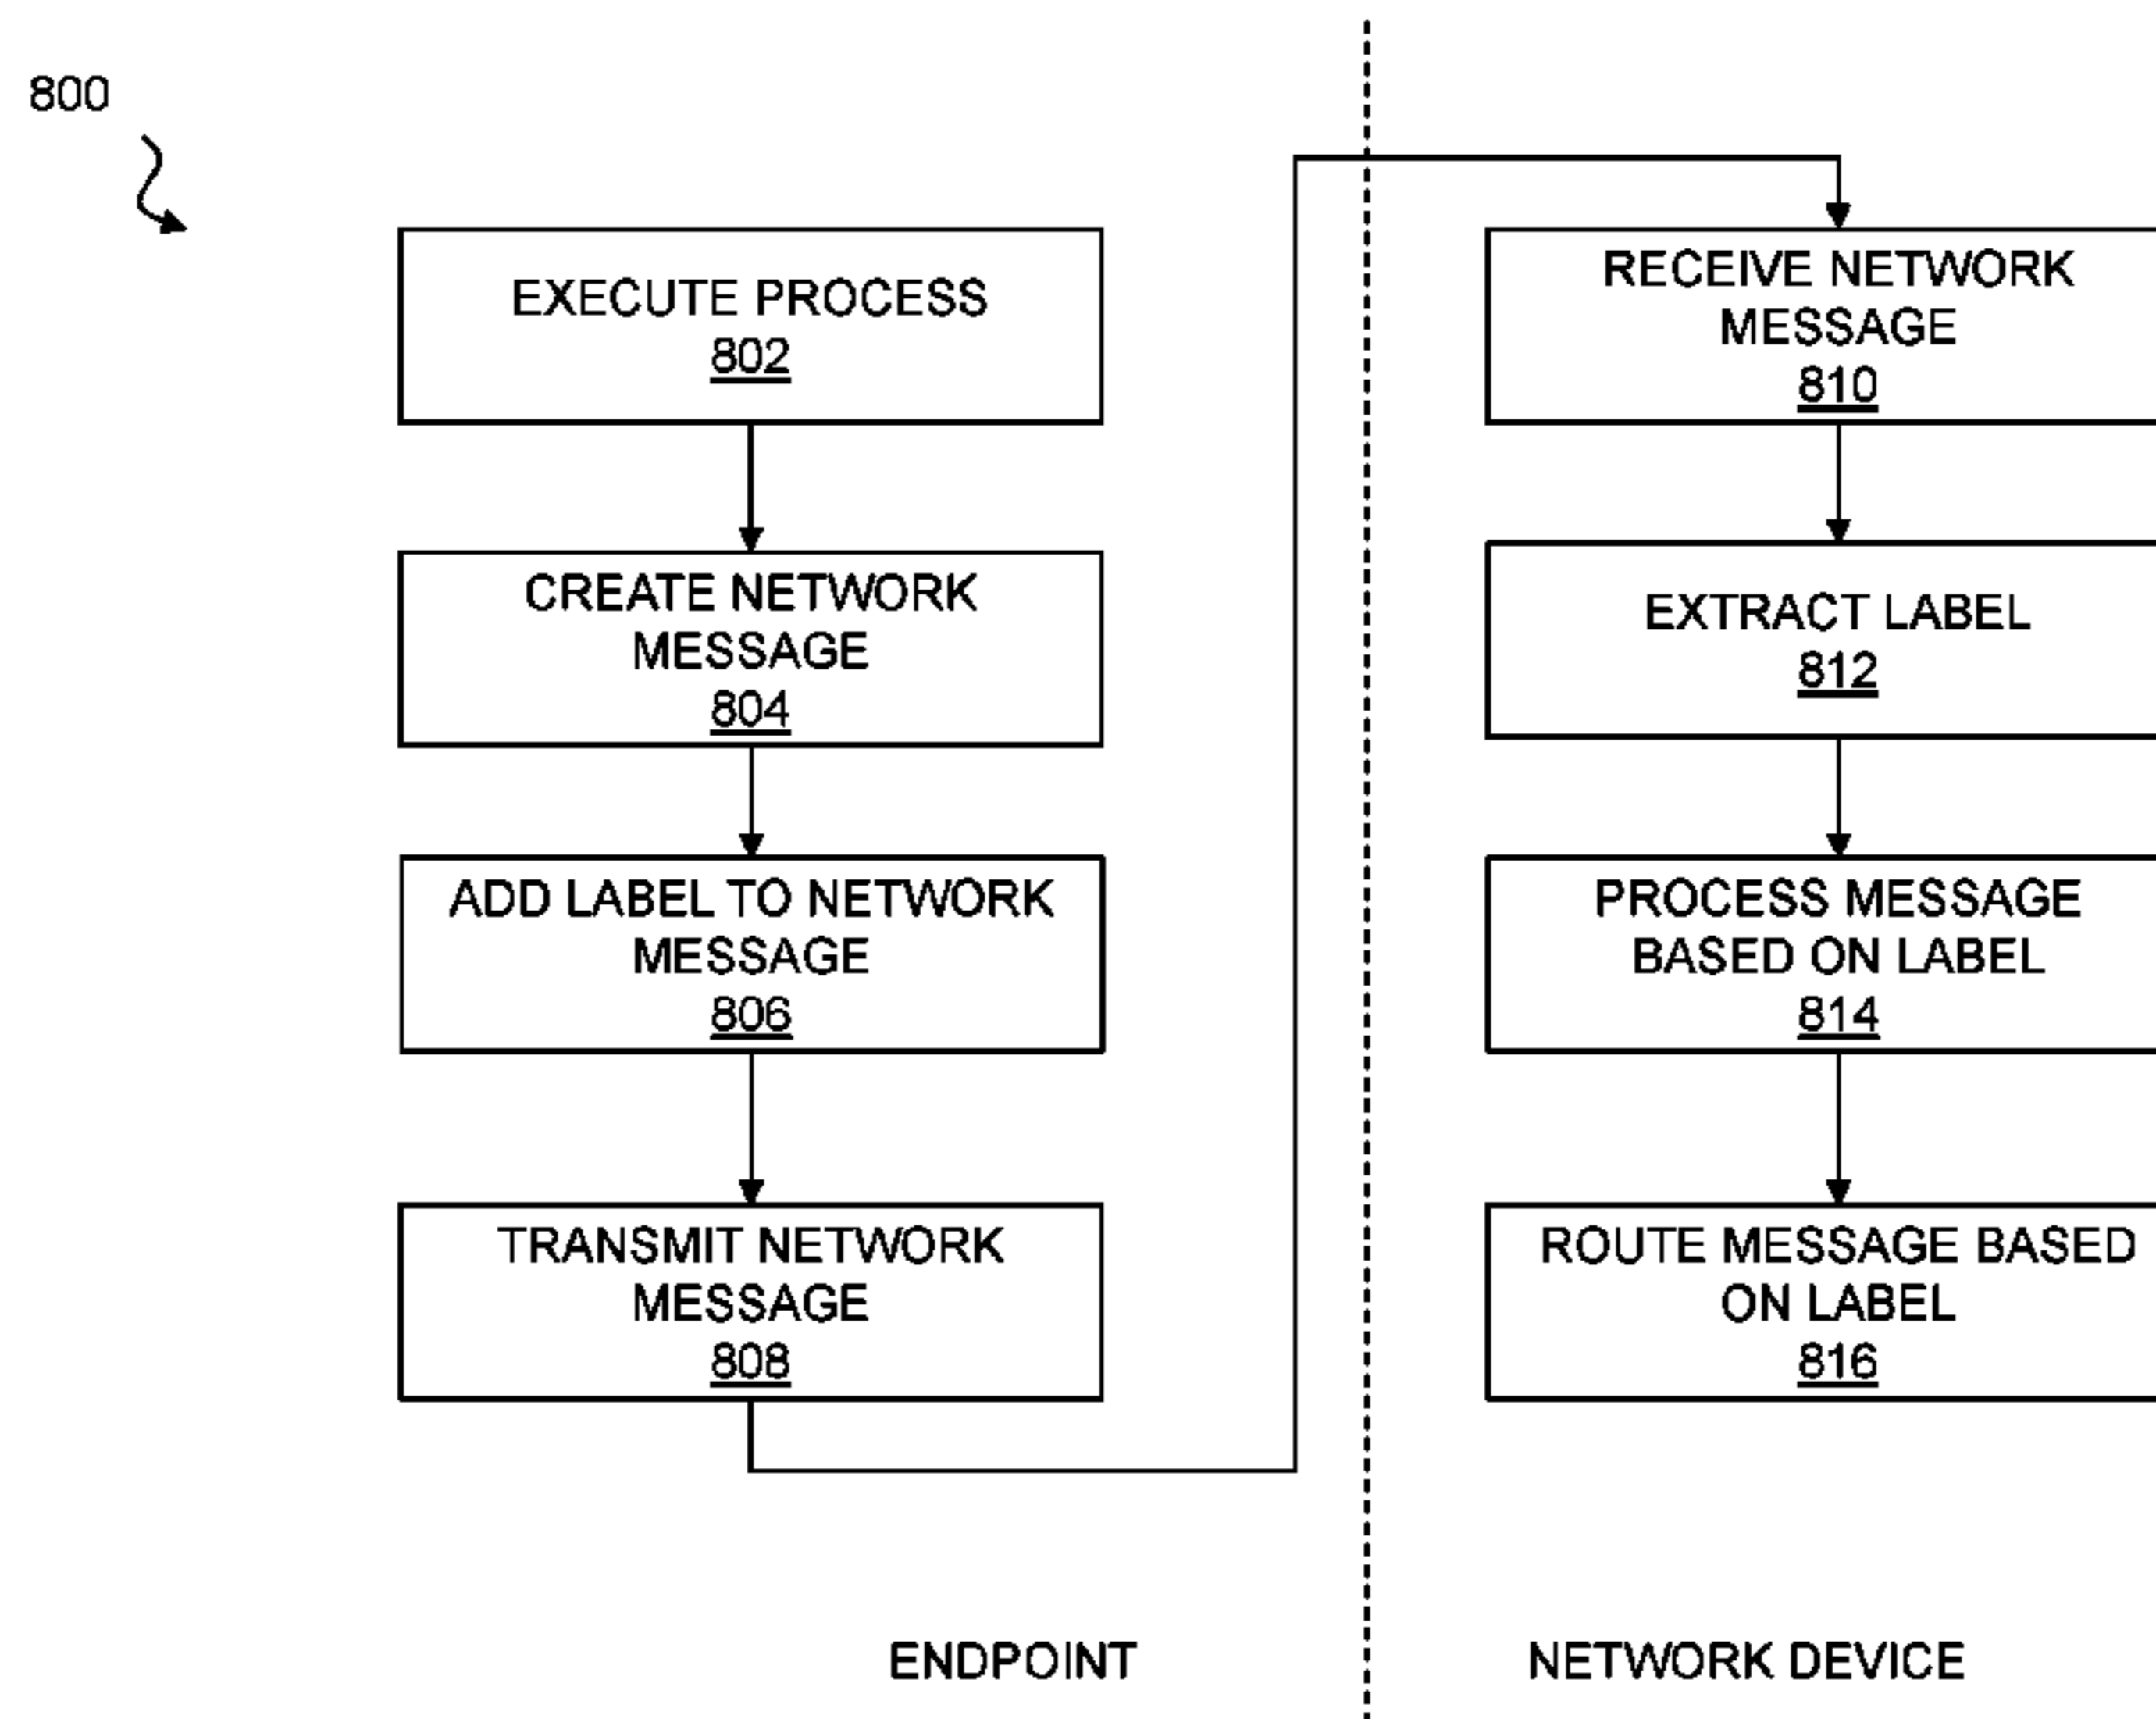 800
EXECUTE PROCESS
802
CREATE NETWORK
MESSAGE
804
ADD LABEL TO NETWORK
MESSAGE
806
TRANSMIT NETWORK
MESSAGE
808
RECEIVE NETWORK
MESSAGE
810
EXTRACT LABEL
812
PROCESS MESSAGE
BASED ON LABEL
814
ROUTE MESSAGE BASED
ON LABEL
816
ENDPOINT
NETWORK DEVICE